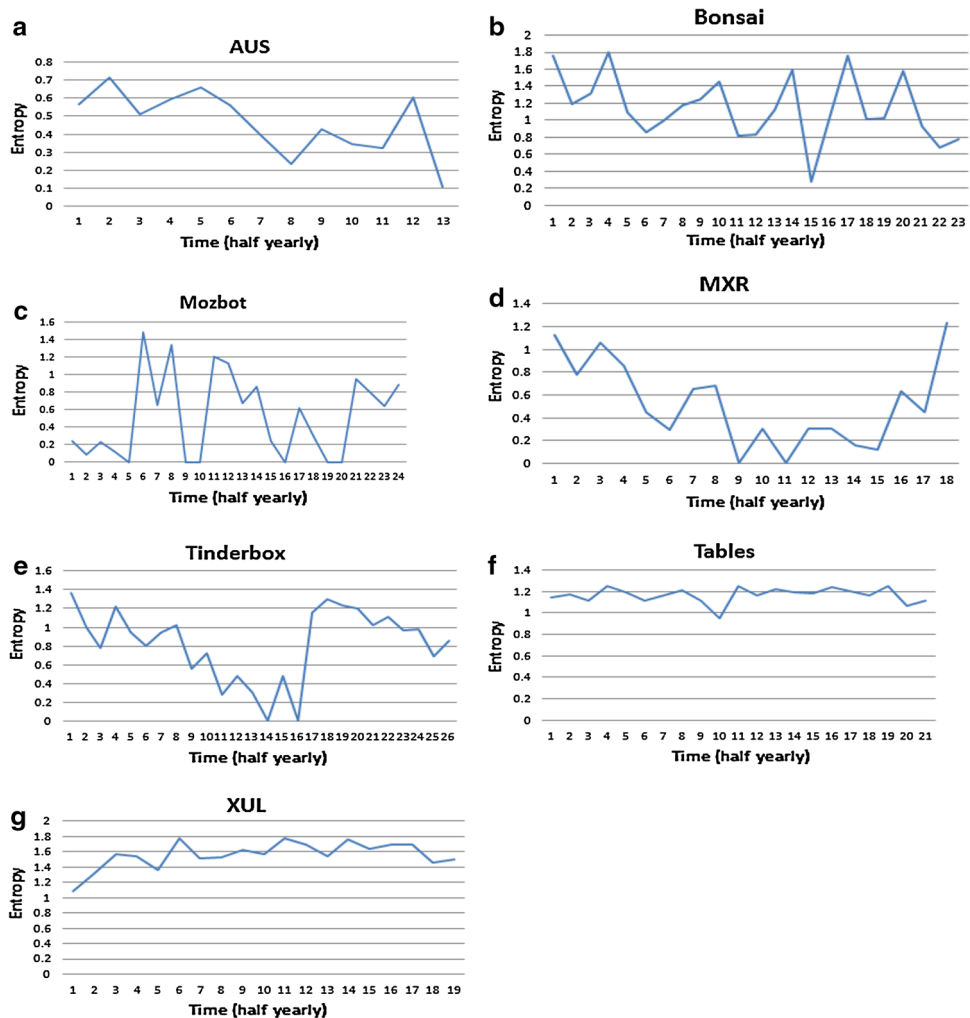 a
AUS
0.8
0.7
0.6
0.5
0.4
0.3
0.2
0.1
0
Entropy
1 2 3 4 5 6 7 8 9 10 11 12 13
Time (half yearly)
b
Bonsai
2
1.8
1.6
1.4
1.2
1
0.8
0.6
0.4
0.2
0
Entropy
1 2 3 4 5 6 7 8 9 10 11 12 13 14 15 16 17 18 19 20 21 22 23
Time (half yearly)
c
Mozbot
1.6
1.4
1.2
1
0.8
0.6
0.4
0.2
0
Entropy
1 2 3 4 5 6 7 8 9 10 11 12 13 14 15 16 17 18 19 20 21 22 23 24
Time (half yearly)
d
MXR
1.4
1.2
1
0.8
0.6
0.4
0.2
0
Entropy
1 2 3 4 5 6 7 8 9 10 11 12 13 14 15 16 17 18
Time (half yearly)
e
Tinderbox
1.6
1.4
1.2
1
0.8
0.6
0.4
0.2
0
Entropy
1 2 3 4 5 6 7 8 9 10 11 12 13 14 15 16 17 18 19 20 21 22 23 24 25 26
Time (half yearly)
f
Tables
1.4
1.2
1
0.8
0.6
0.4
0.2
0
Entropy
1 2 3 4 5 6 7 8 9 10 11 12 13 14 15 16 17 18 19 20 21
Time (half yearly)
g
XUL
2
1.8
1.6
1.4
1.2
1
0.8
0.6
0.4
0.2
0
Entropy
1 2 3 4 5 6 7 8 9 10 11 12 13 14 15 16 17 18 19
Time (half yearly)